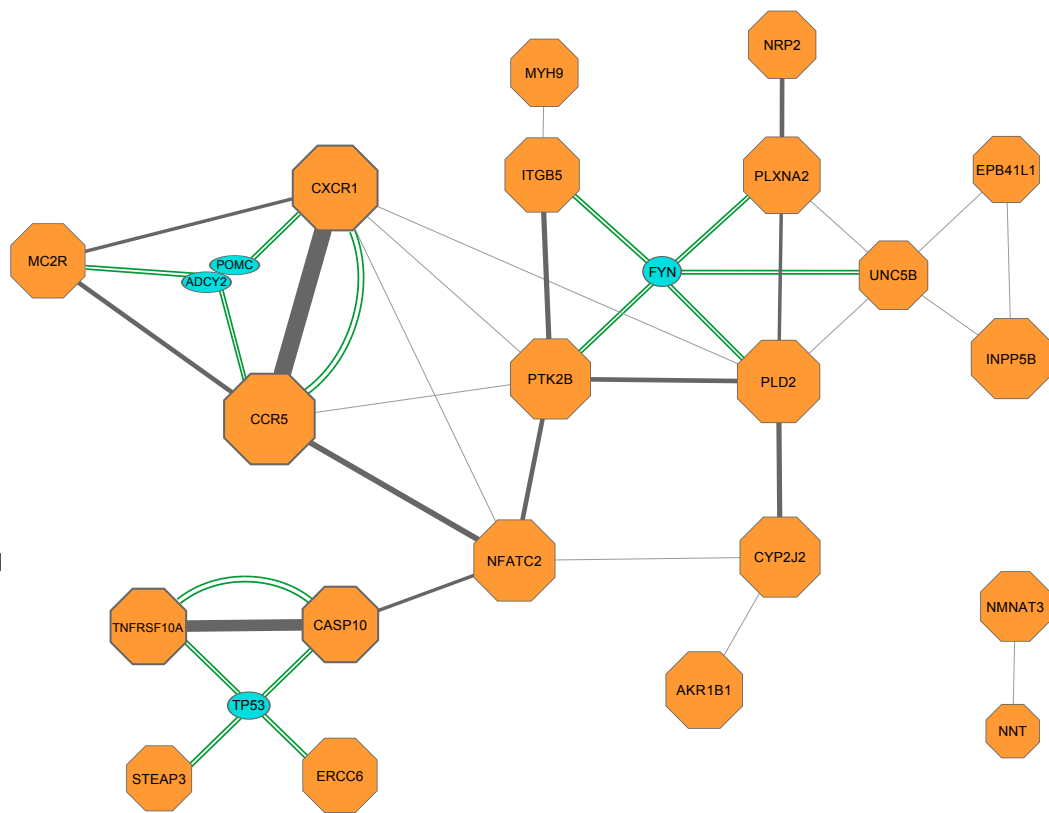 NRP2
MYH9
EPB41L1
ITGB5
PLXNA2
CXCR1
MC2R
POMC
FYN
UNC5B
ADCY2
INPP5B
PTK2B
PLD2
CCR5
NFATC2
CYP2J2
NMNAT3
TNFRSF10A
CASP10
AKR1B1
TP53
NNT
STEAP3
ERCC6